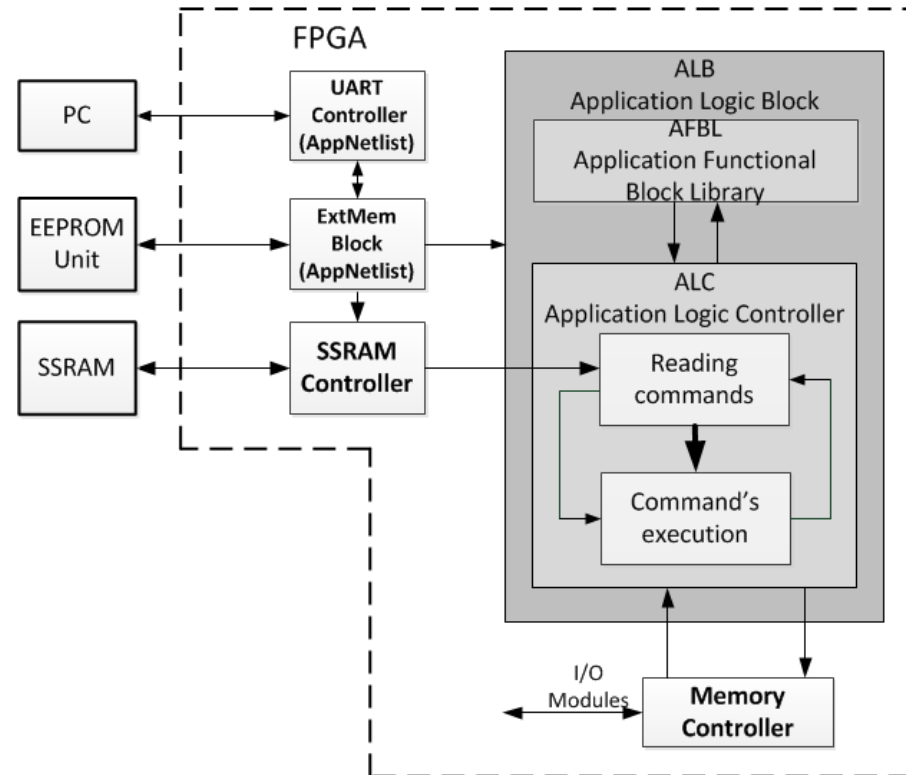 FPGA
PC
UART
Controller
(AppNetlist)
EEPROM
Unit
ExtMem
Block
(AppNetlist)
SSRAM
SSRAM
Controller
ALB
Application Logic Block
AFBL
Application Functional
Block Library
ALC
Application Logic Controller
Reading
commands
Command's
execution
I/O
Modules
Memory
Controller